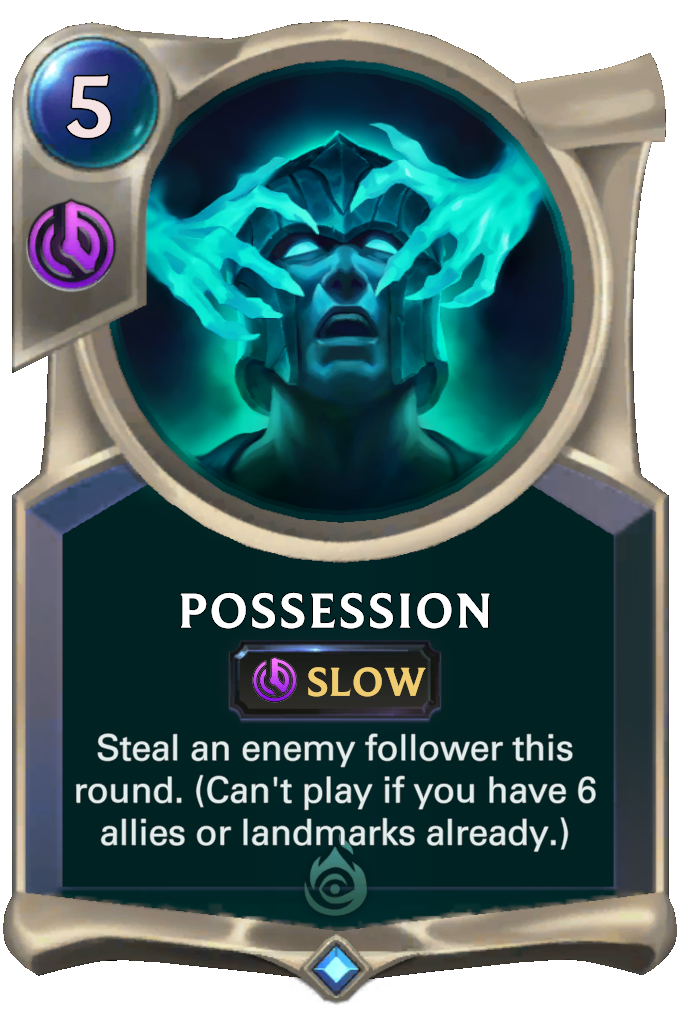 5
POSSESSION
SLOW
Steal an enemy follower this
round. (Can't play if you have 6
allies or landmarks already.)